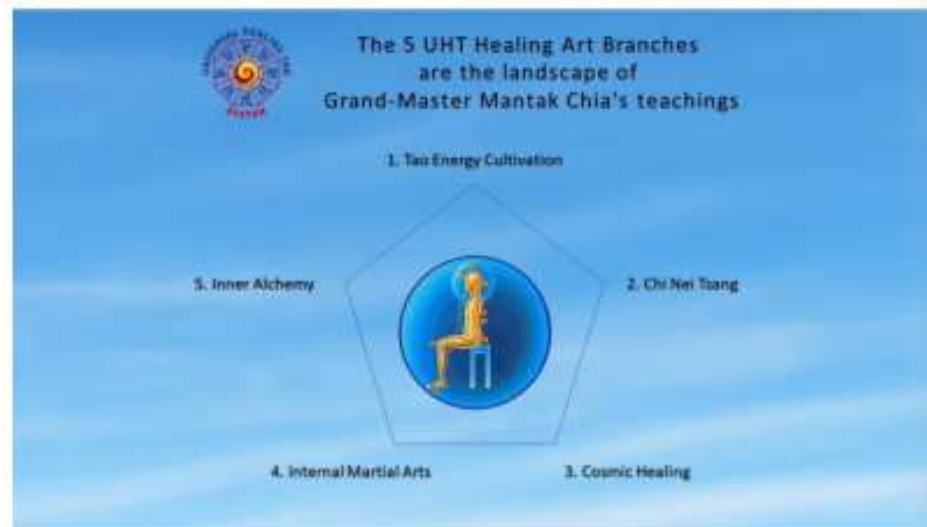 The 5 UHT Healing Art Branches
are the landscape of
Grand-Master Mantak Chia's teachings
1. Tao Energy Cultivation
5. Inner Alchemy
2. Chi Nei Tsang
4. Internal Martial Arts
3. Cosmic Healing